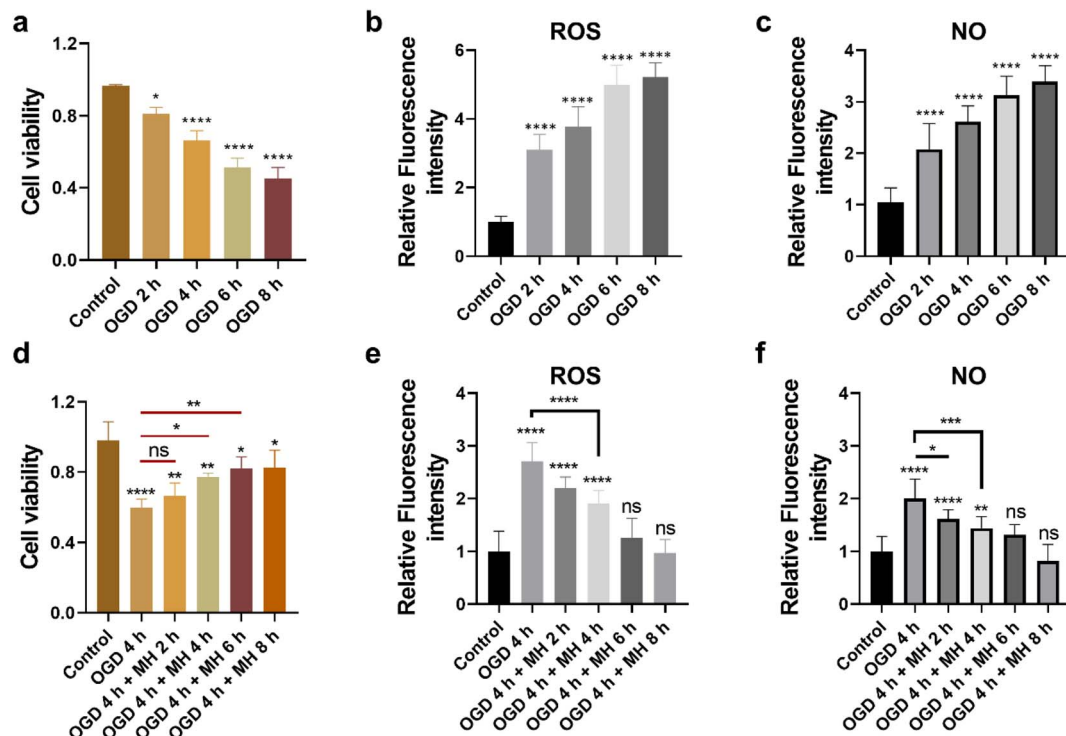 a
Cell viability
1.2
0.8
0.4
0.0
*
****
****
****
Control
OGD 2 h
OGD 4 h
OGD 6 h
OGD 8 h
b
ROS
Relative Fluorescence
intensity
6
4
2
0
****
****
****
****
Control
OGD 2 h
OGD 4 h
OGD 6 h
OGD 8 h
c
NO
Relative Fluorescence
intensity
4
3
2
1
0
****
****
****
****
Control
OGD 2 h
OGD 4 h
OGD 6 h
OGD 8 h
d
Cell viability
1.2
0.8
0.4
0.0
**
*
ns
****
**
**
*
*
Control
OGD 4 h
OGD 4 h + MH 2 h
OGD 4 h + MH 4 h
OGD 4 h + MH 6 h
OGD 4 h + MH 8 h
e
ROS
Relative Fluorescence
intensity
4
3
2
1
0
****
****
****
****
ns
ns
Control
OGD 4 h
OGD 4 h + MH 2 h
OGD 4 h + MH 4 h
OGD 4 h + MH 6 h
OGD 4 h + MH 8 h
f
NO
Relative Fluorescence
intensity
4
3
2
1
0
***
*
****
****
**
ns
ns
Control
OGD 4 h
OGD 4 h + MH 2 h
OGD 4 h + MH 4 h
OGD 4 h + MH 6 h
OGD 4 h + MH 8 h